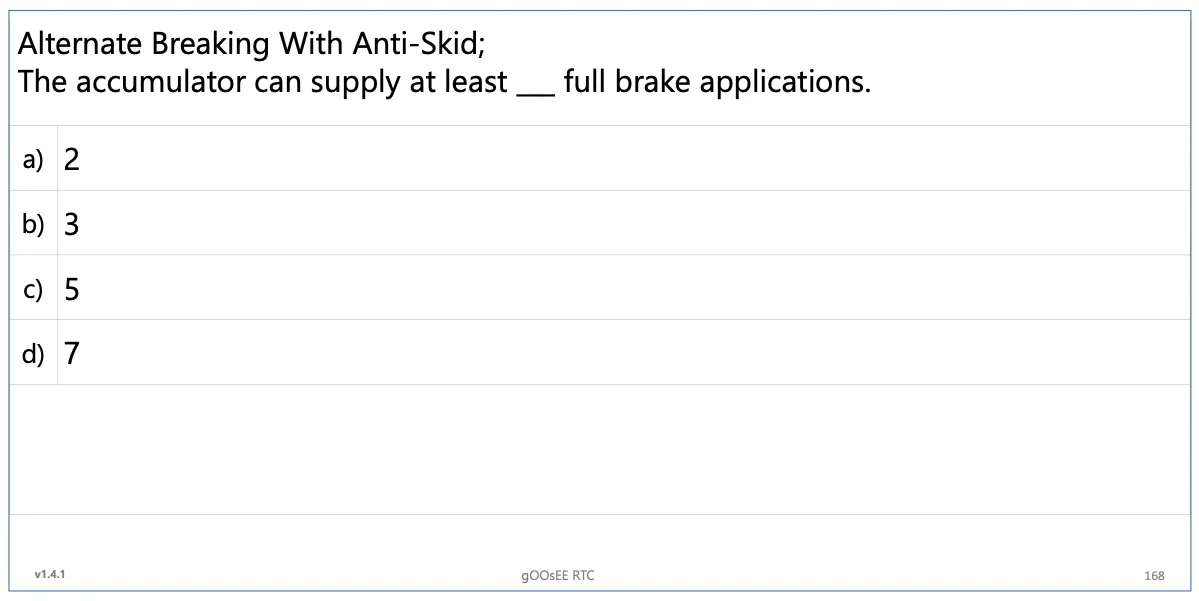 Alternate Breaking With Anti-Skid;
The accumulator can supply at least ___ full brake applications.
a) 2
b) 3
c) 5
d) 7
v1.4.1 gOOsEE RTC 168